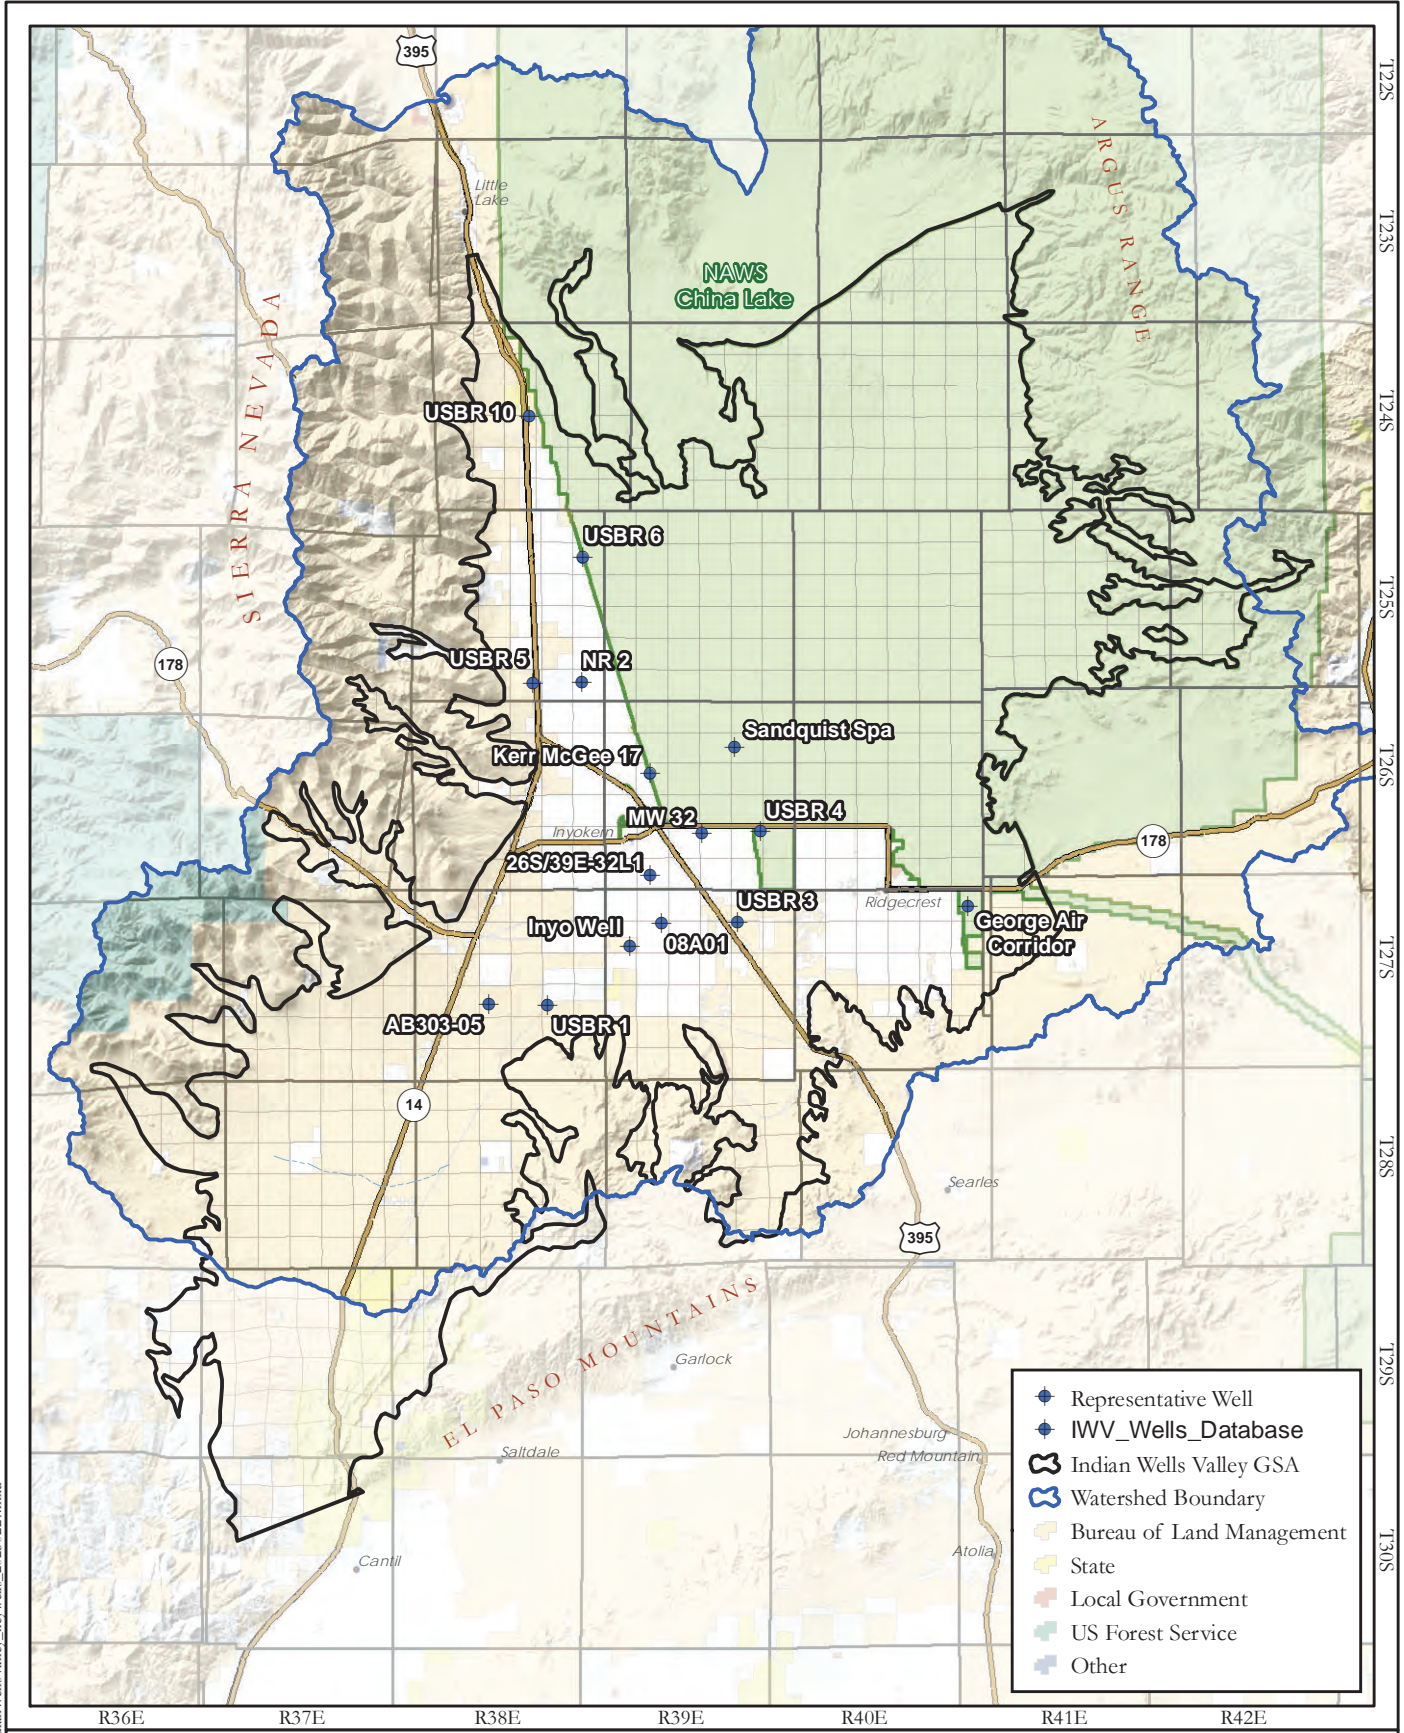 395
T22S
ARGUS RANGE
Little
Lake
T23S
NAWS
China Lake
SIERRA NEVADA
USBR 10
T24S
USBR 6
T25S
178
USBR 5
NR 2
Sandquist Spa
Kerr McGee 17
T26S
MW 32
USBR 4
Inyokern
178
26S/39E-32L1
USBR 3
Ridgecrest
Inyo Well
08A01
George Air
Corridor
T27S
AB303-05
USBR 1
14
T28S
Searles
395
EL PASO MOUNTAINS
Garlock
T29S
Johannesburg
Red Mountain
Saltdale
Atolia
Cantil
T30S
Representative Well
IWV_Wells_Database
Indian Wells Valley GSA
Watershed Boundary
Bureau of Land Management
State
Local Government
US Forest Service
Other
R36E
R37E
R38E
R39E
R40E
R41E
R42E